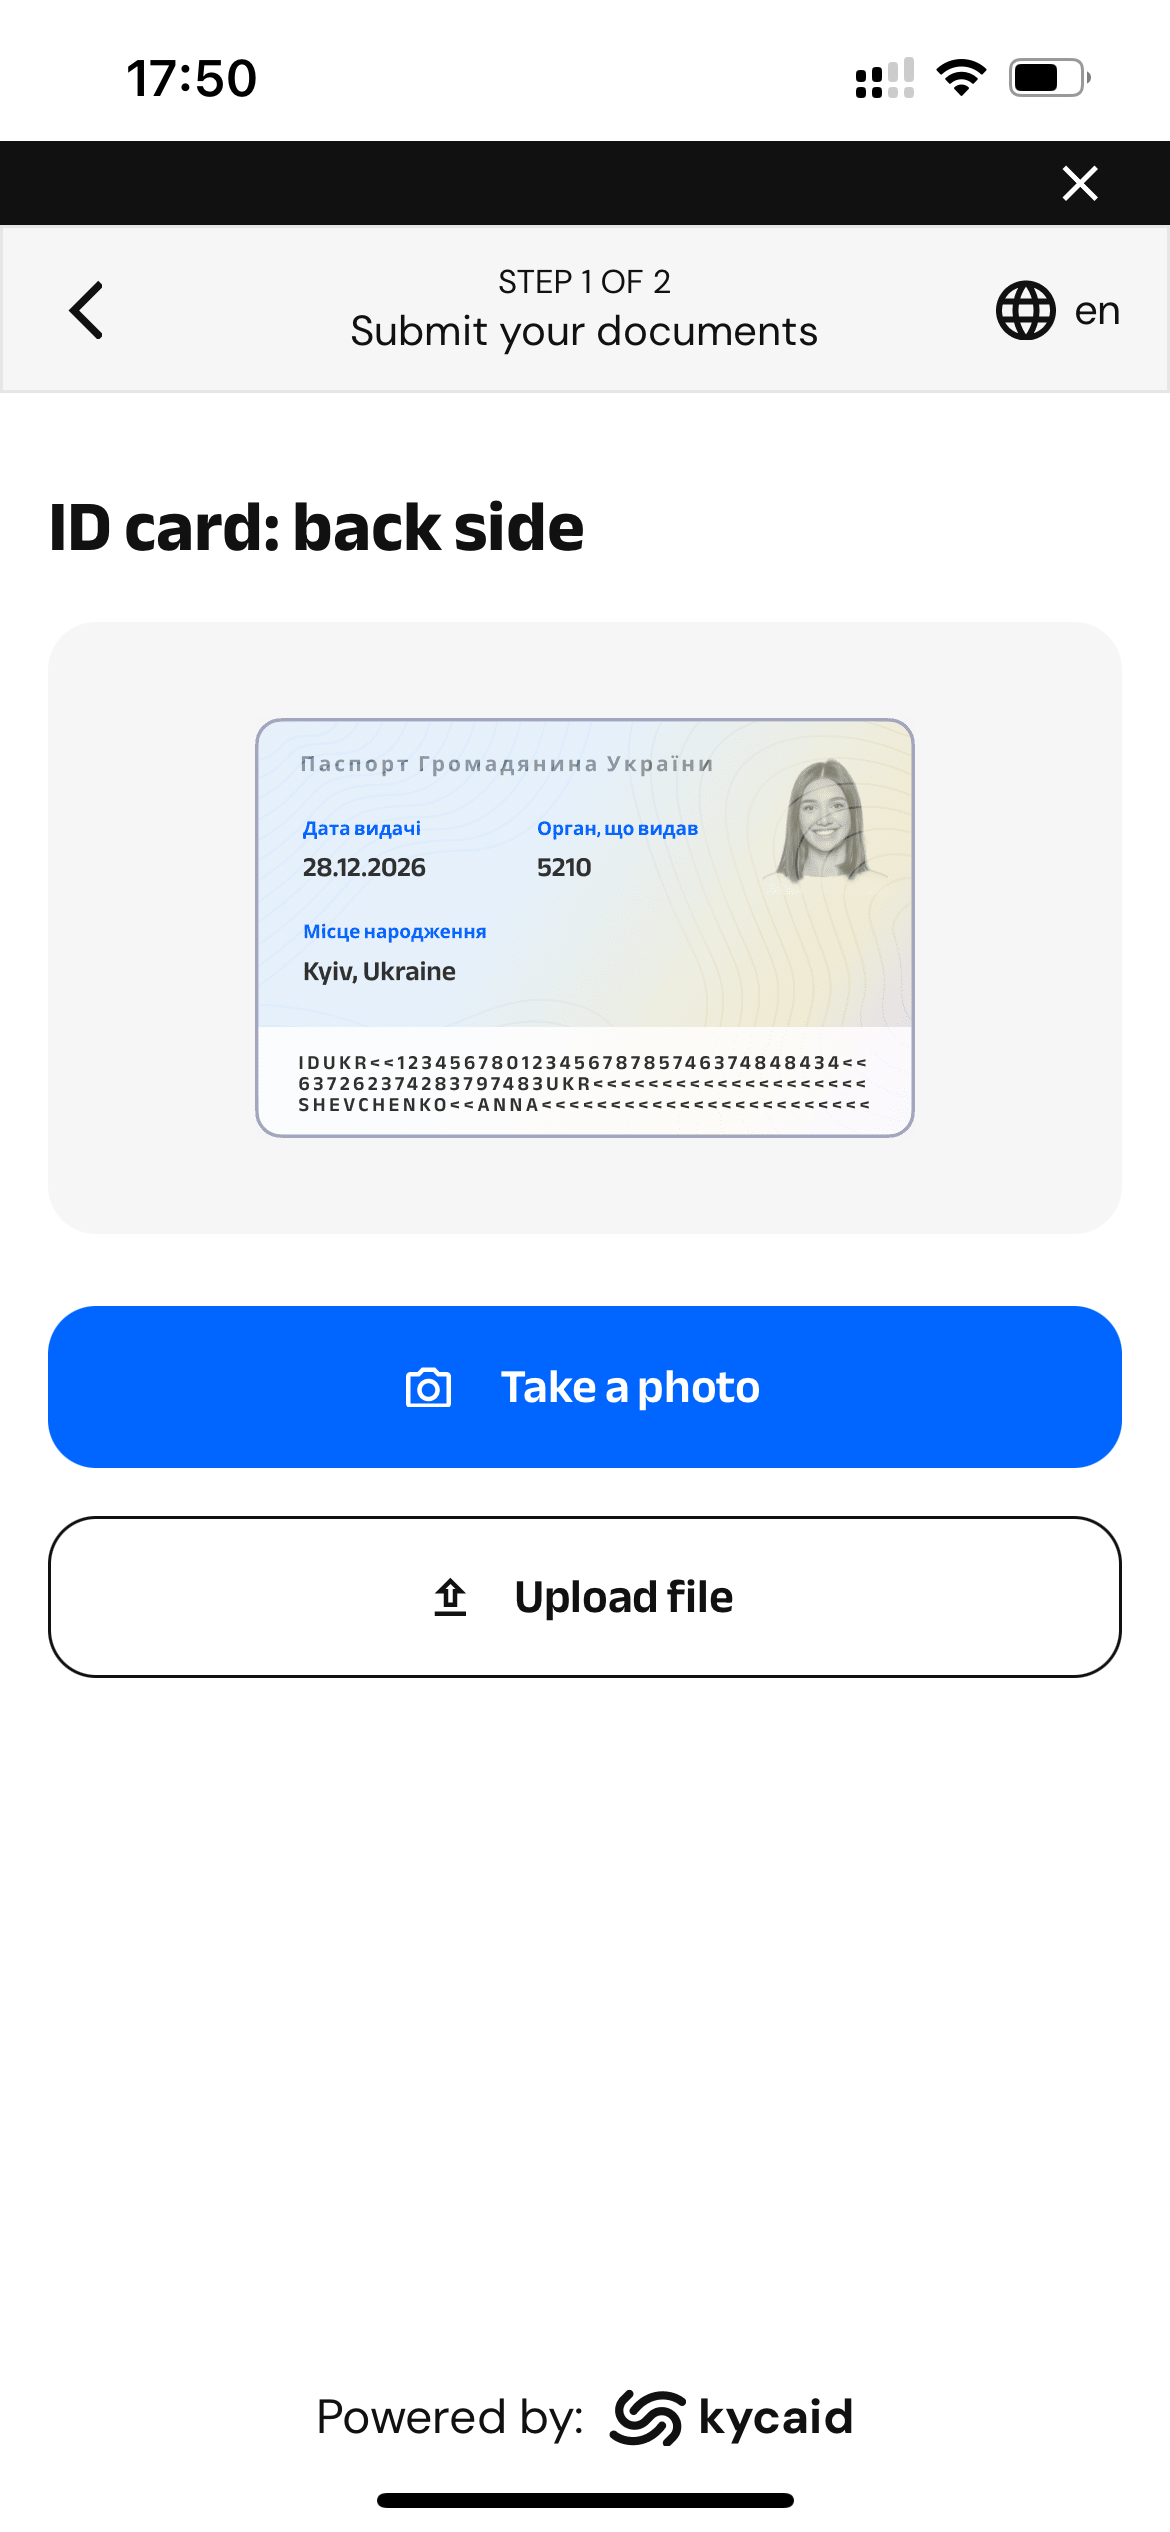 17:50
STEP 1 OF 2
Submit your documents
en
ID card: back side
Паспорт Громадянина України
Дата видачі Орган, що видав
28.12.2026 5210
Місце народження
Kyiv, Ukraine
IDUKR<<12345678012345678785746374848434<<
637262374283797483UKR<<<<<<<<<<<<<<<<<<<<
SHEVCHENKO<<ANNA<<<<<<<<<<<<<<<<<<<<<<<<
Take a photo
Upload file
Powered by: kycaid